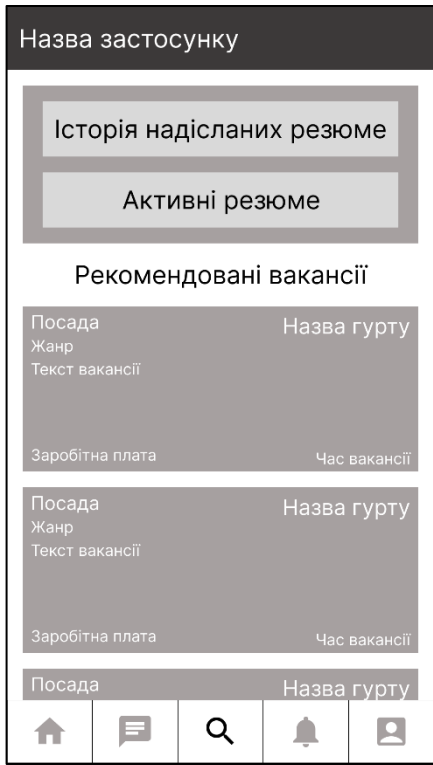 Назва застосунку
Історія надісланих резюме
Активні резюме
Рекомендовані вакансії
Посада
Назва гурту
Жанр
Текст вакансії
Заробітна плата
Час вакансії
Посада
Назва гурту
Жанр
Текст вакансії
Заробітна плата
Час вакансії
Посада
Назва гурту